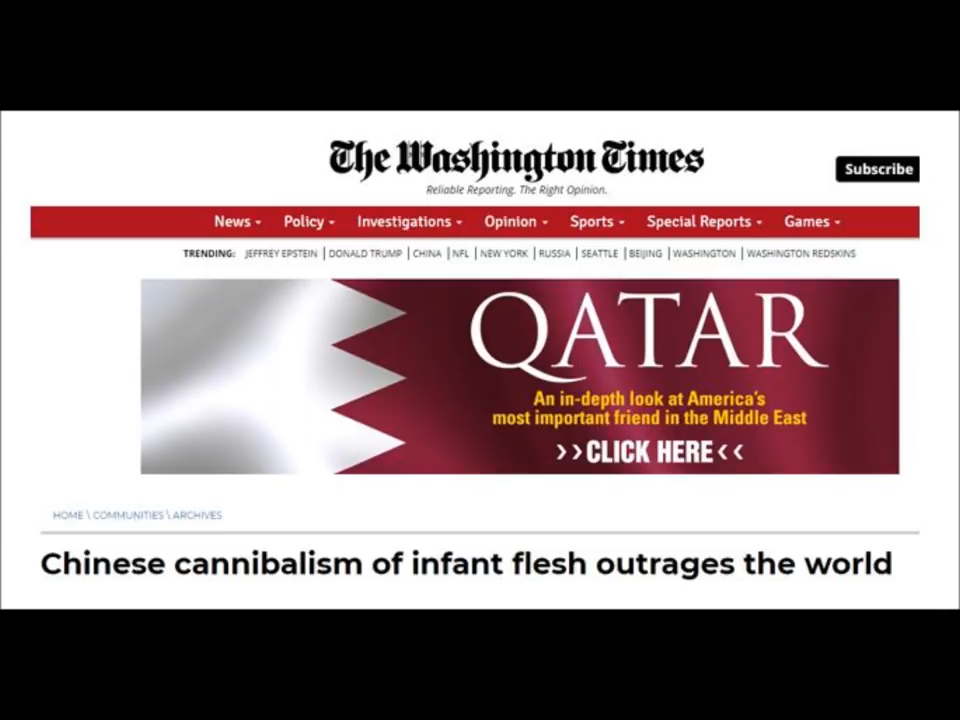 The Washington Times
Reliable Reporting. The Right Opinion.
Subscribe
News Policy Investigations Opinion Sports Special Reports Games
TRENDING: JEFFREY EPSTEIN | DONALD TRUMP | CHINA | NFL | NEW YORK | RUSSIA | SEATTLE | BEIJING | WASHINGTON | WASHINGTON REDSKINS
QATAR
An in-depth look at America's
most important friend in the Middle East
>>CLICK HERE<<
HOME \ COMMUNITIES \ ARCHIVES
Chinese cannibalism of infant flesh outrages the world